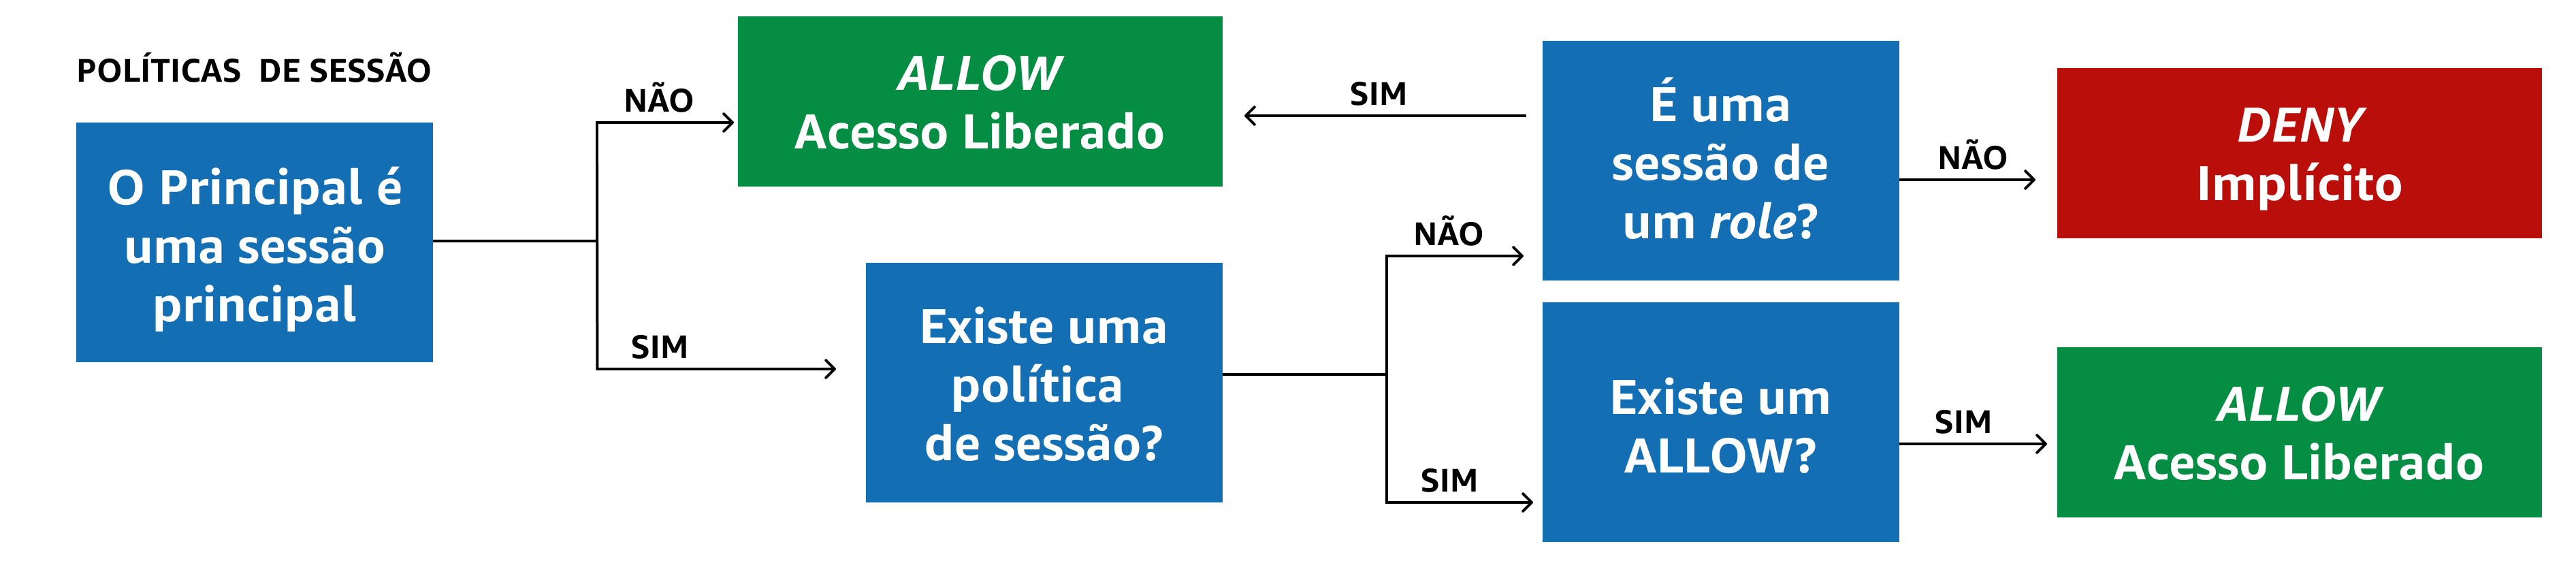 POLÍTICAS DE SESSÃO
O Principal é
uma sessão
principal
NÃO
SIM
ALLOW
Acesso Liberado
Existe uma
política
de sessão?
SIM
NÃO
SIM
É uma
sessão de
um role?
Existe um
ALLOW?
NÃO
SIM
DENY
Implícito
ALLOW
Acesso Liberado